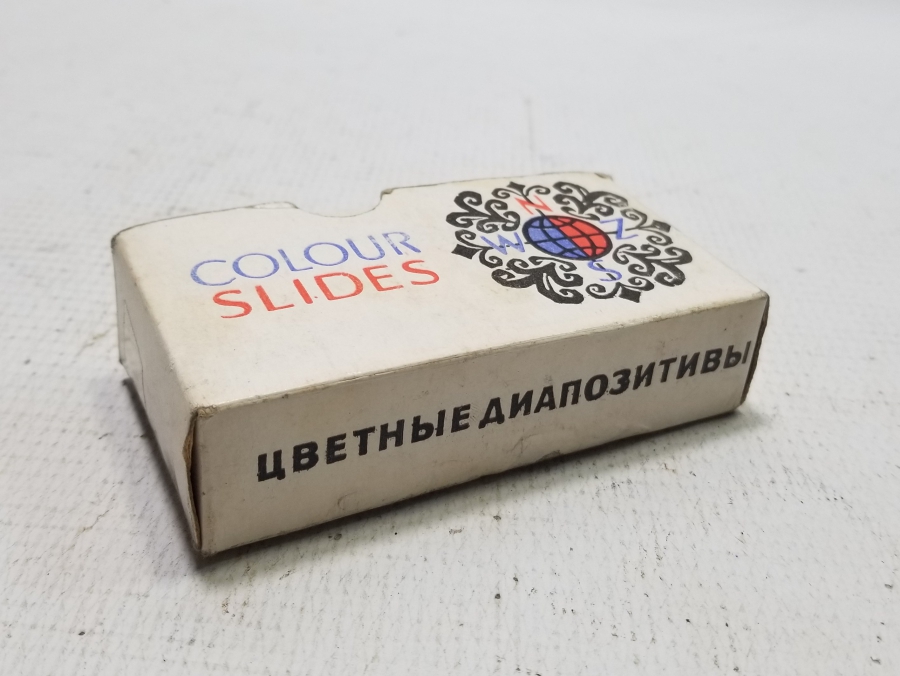 COLOUR
SLIDES
N
W Z
S
ЦВЕТНЫЕ ДИАПОЗИТИВЫ